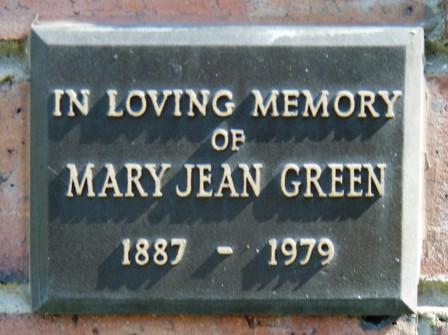 IN LOVING MEMORY
OF
MARY JEAN GREEN
1887 - 1979